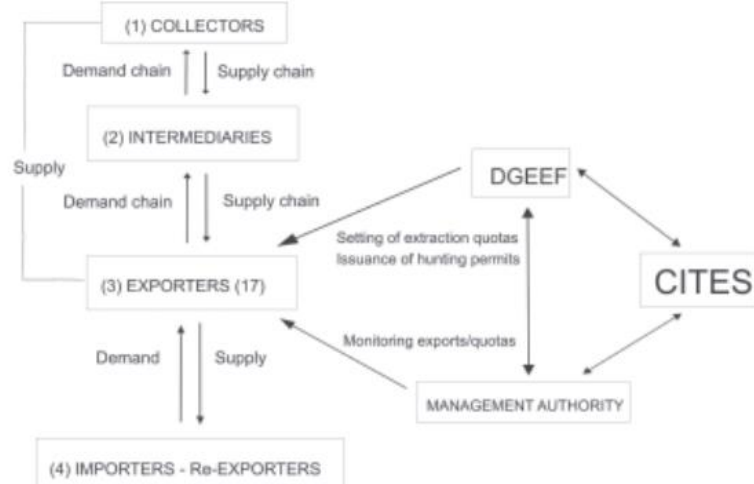 (1) COLLECTORS
Demand chain
Supply chain
(2) INTERMEDIARIES
Supply
Demand chain
Supply chain
DGEEF
Setting of extraction quotas
Issuance of hunting permits
CITES
(3) EXPORTERS (17)
Monitoring exports/quotas
Demand
Supply
MANAGEMENT AUTHORITY
(4) IMPORTERS - Re-EXPORTERS